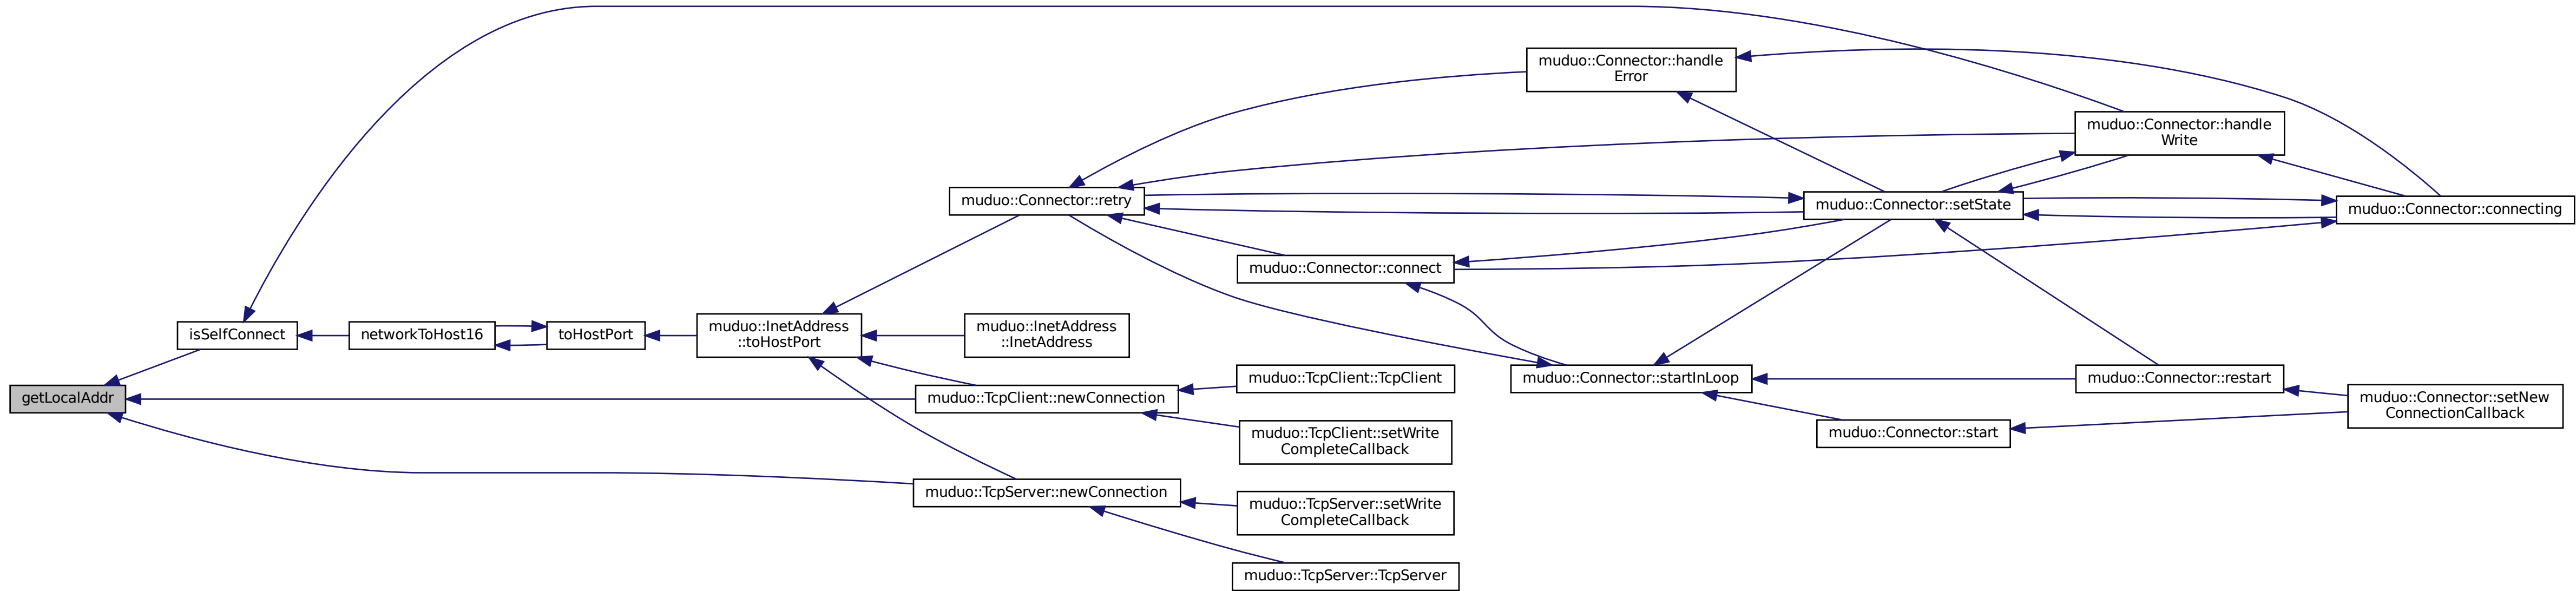 muduo::Connector::handle
Error
muduo::Connector::handle
Write
muduo::Connector::retry
muduo::Connector::setState
muduo::Connector::connecting
muduo::Connector::connect
isSelfConnect
networkToHost16
toHostPort
muduo::InetAddress
::toHostPort
muduo::InetAddress
::InetAddress
getLocalAddr
muduo::TcpClient::newConnection
muduo::TcpClient::TcpClient
muduo::Connector::startInLoop
muduo::Connector::restart
muduo::Connector::setNew
ConnectionCallback
muduo::TcpClient::setWrite
CompleteCallback
muduo::Connector::start
muduo::TcpServer::newConnection
muduo::TcpServer::setWrite
CompleteCallback
muduo::TcpServer::TcpServer